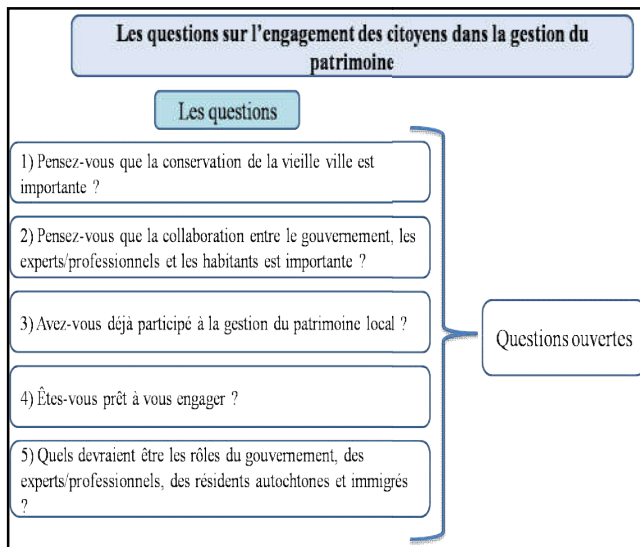 Les questions sur l'engagement des citoyens dans la gestion du
patrimoine
Les questions
1) Pensez-vous que la conservation de la vieille ville est
importante ?
2) Pensez-vous que la collaboration entre le gouvernement, les
experts/professionnels et les habitants est importante ?
3) Avez-vous déjà participé à la gestion du patrimoine local ?
4) Êtes-vous prêt à vous engager ?
5) Quels devraient être les rôles du gouvernement, des
experts/professionnels, des résidents autochtones et immigrés
?
Questions ouvertes